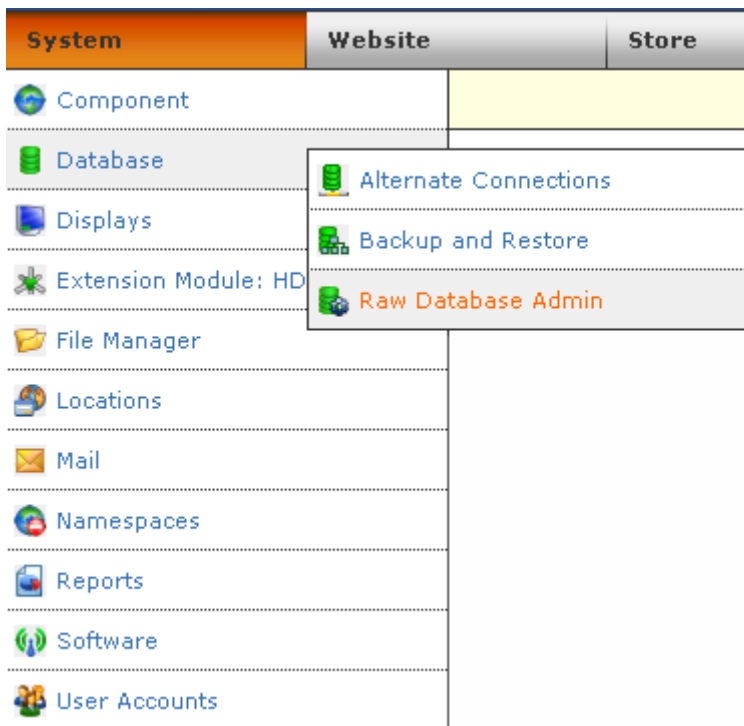 System
Website
Store
Component
Database
Alternate Connections
Backup and Restore
Raw Database Admin
Displays
Extension Module: HD
File Manager
Locations
Mail
Namespaces
Reports
Software
User Accounts